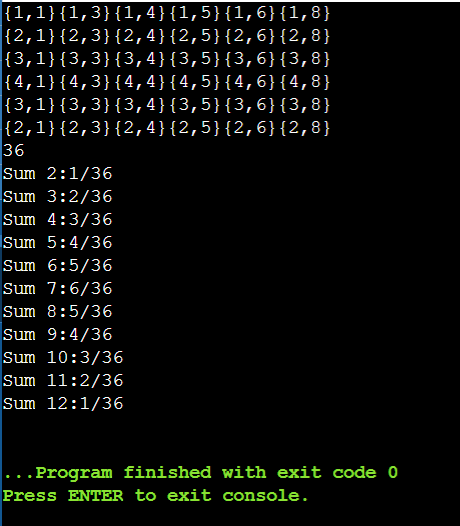 {1,1}{1,3}{1,4}{1,5}{1,6}{1,8}
{2,1}{2,3}{2,4}{2,5}{2,6}{2,8}
{3,1}{3,3}{3,4}{3,5}{3,6}{3,8}
{4,1}{4,3}{4,4}{4,5}{4,6}{4,8}
{3,1}{3,3}{3,4}{3,5}{3,6}{3,8}
{2,1}{2,3}{2,4}{2,5}{2,6}{2,8}
36
Sum 2:1/36
Sum 3:2/36
Sum 4:3/36
Sum 5:4/36
Sum 6:5/36
Sum 7:6/36
Sum 8:5/36
Sum 9:4/36
Sum 10:3/36
Sum 11:2/36
Sum 12:1/36
...Program finished with exit code 0
Press ENTER to exit console.